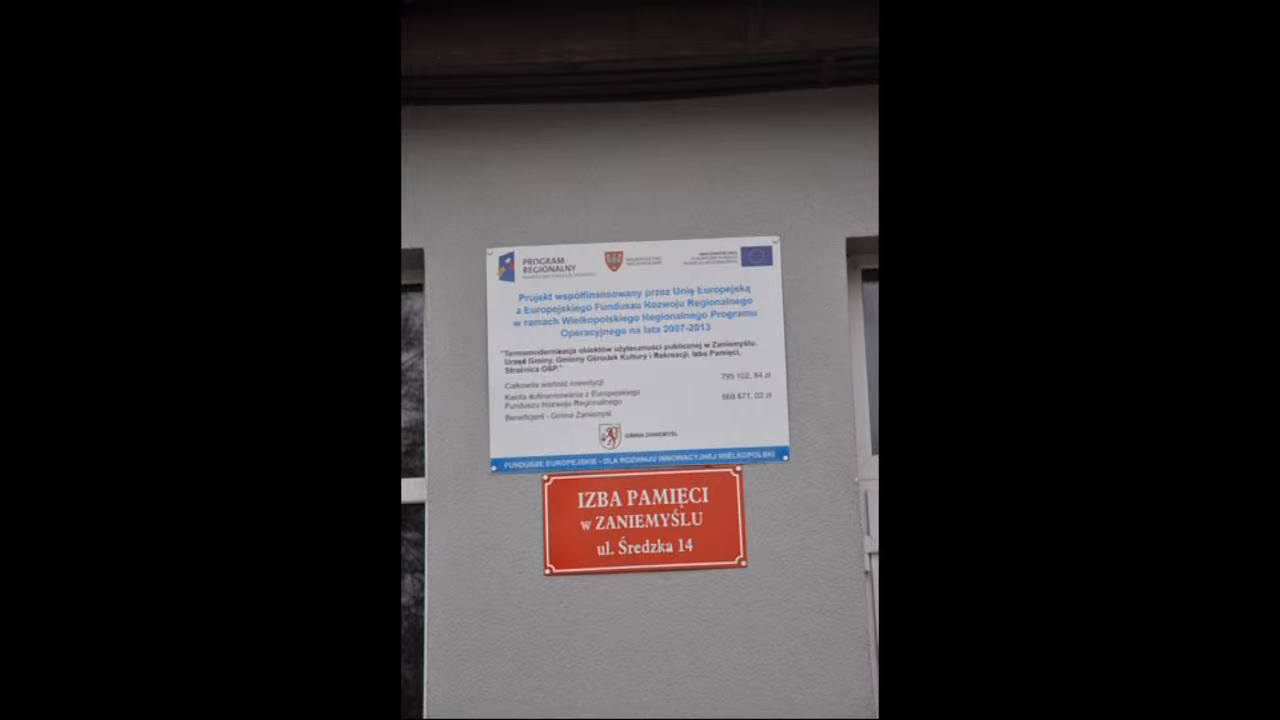 PROGRAM
REGIONALNY
Projekt współfinansowany przez Unię Europejską
z Europejskiego Funduszu Rozwoju Regionalnego
w ramach Wielkopolskiego Regionalnego Programu
Operacyjnego na lata 2007-2013
"Termomodernizacja obiektów użyteczności publicznej w Zaniemyślu.
Urząd Gminy, Gminny Ośrodek Kultury i Rekreacji, Izba Pamięci,
Strażnica OSP."
Całkowita wartość inwestycji 795 102, 84 zł
Kwota dofinansowania z Europejskiego
Funduszu Rozwoju Regionalnego 668 671, 02 zł
Beneficjent - Gmina Zaniemyśl
GMINA ZANIEMYŚL
FUNDUSZE EUROPEJSKIE - DLA ROZWOJU INNOWACYJNEJ WIELKOPOLSKI
IZBA PAMIĘCI
w ZANIEMYŚLU
ul. Średzka 14